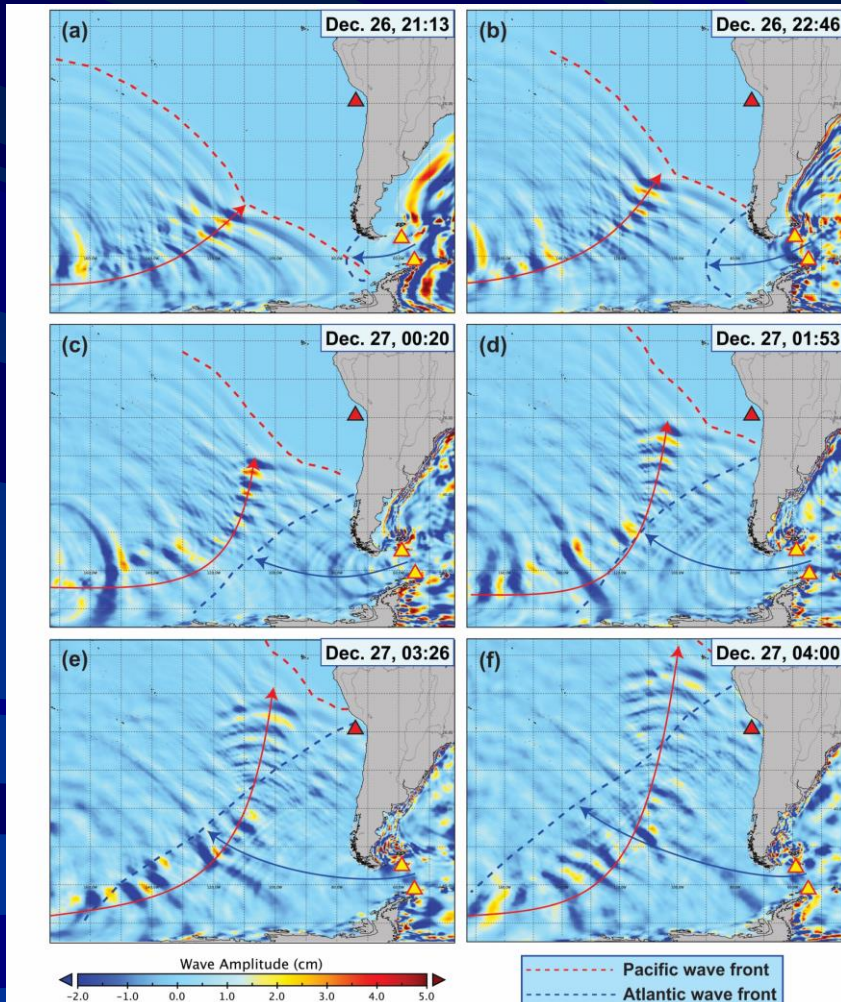 (a) Dec. 26, 21:13
(b) Dec. 26, 22:46
(c) Dec. 27, 00:20
(d) Dec. 27, 01:53
(e) Dec. 27, 03:26
(f) Dec. 27, 04:00
Wave Amplitude (cm)
-2.0 -1.0 0.0 1.0 2.0 3.0 4.0 5.0
Pacific wave front
Atlantic wave front